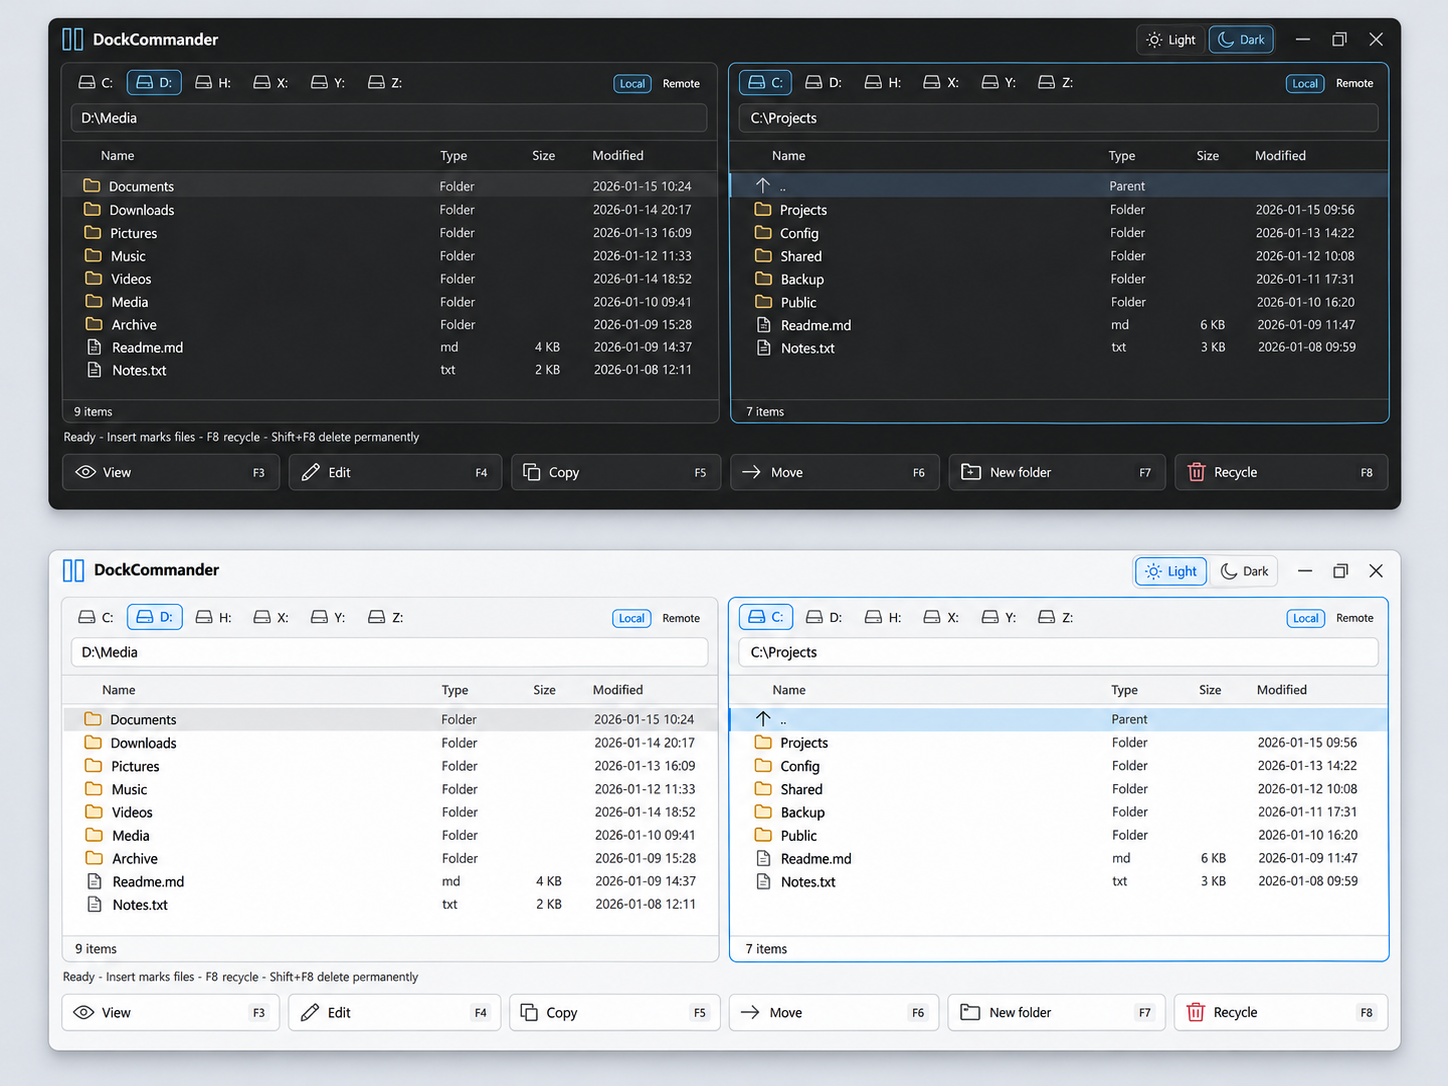 DockCommander Light Dark
C: D: H: X: Y: Z: Local Remote
D:\Media
Name Type Size Modified
Documents Folder 2026-01-15 10:24
Downloads Folder 2026-01-14 20:17
Pictures Folder 2026-01-13 16:09
Music Folder 2026-01-12 11:33
Videos Folder 2026-01-14 18:52
Media Folder 2026-01-10 09:41
Archive Folder 2026-01-09 15:28
Readme.md md 4 KB 2026-01-09 14:37
Notes.txt txt 2 KB 2026-01-08 12:11
9 items
C: D: H: X: Y: Z: Local Remote
C:\Projects
Name Type Size Modified
.. Parent
Projects Folder 2026-01-15 09:56
Config Folder 2026-01-13 14:22
Shared Folder 2026-01-12 10:08
Backup Folder 2026-01-11 17:31
Public Folder 2026-01-10 16:20
Readme.md md 6 KB 2026-01-09 11:47
Notes.txt txt 3 KB 2026-01-08 09:59
7 items
Ready - Insert marks files - F8 recycle - Shift+F8 delete permanently
View F3 Edit F4 Copy F5 Move F6 New folder F7 Recycle F8
DockCommander Light Dark
C: D: H: X: Y: Z: Local Remote
D:\Media
Name Type Size Modified
Documents Folder 2026-01-15 10:24
Downloads Folder 2026-01-14 20:17
Pictures Folder 2026-01-13 16:09
Music Folder 2026-01-12 11:33
Videos Folder 2026-01-14 18:52
Media Folder 2026-01-10 09:41
Archive Folder 2026-01-09 15:28
Readme.md md 4 KB 2026-01-09 14:37
Notes.txt txt 2 KB 2026-01-08 12:11
9 items
C: D: H: X: Y: Z: Local Remote
C:\Projects
Name Type Size Modified
.. Parent
Projects Folder 2026-01-15 09:56
Config Folder 2026-01-13 14:22
Shared Folder 2026-01-12 10:08
Backup Folder 2026-01-11 17:31
Public Folder 2026-01-10 16:20
Readme.md md 6 KB 2026-01-09 11:47
Notes.txt txt 3 KB 2026-01-08 09:59
7 items
Ready - Insert marks files - F8 recycle - Shift+F8 delete permanently
View F3 Edit F4 Copy F5 Move F6 New folder F7 Recycle F8